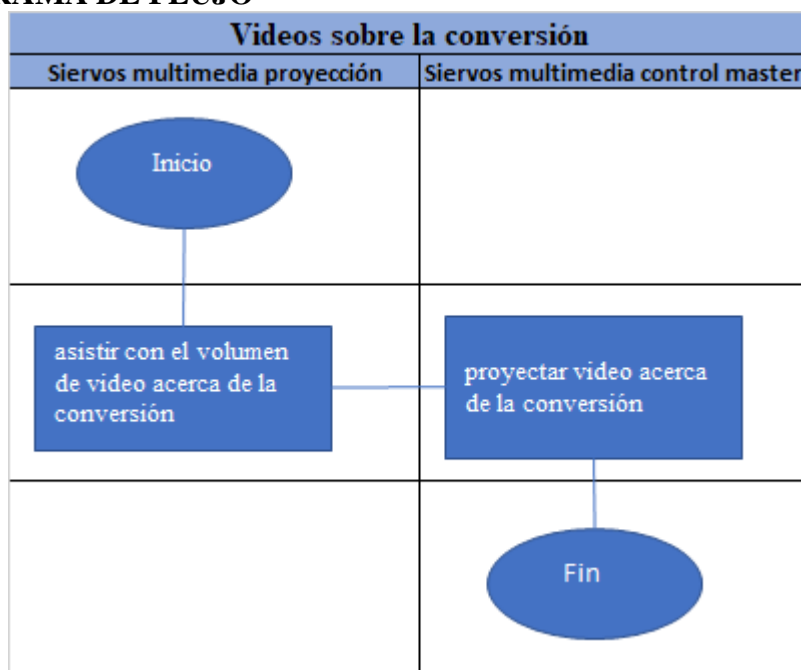 Videos sobre la conversión
Siervos multimedia proyección
Siervos multimedia control master
Inicio
asistir con el volumen
de video acerca de la
conversión
proyectar video acerca
de la conversión
Fin